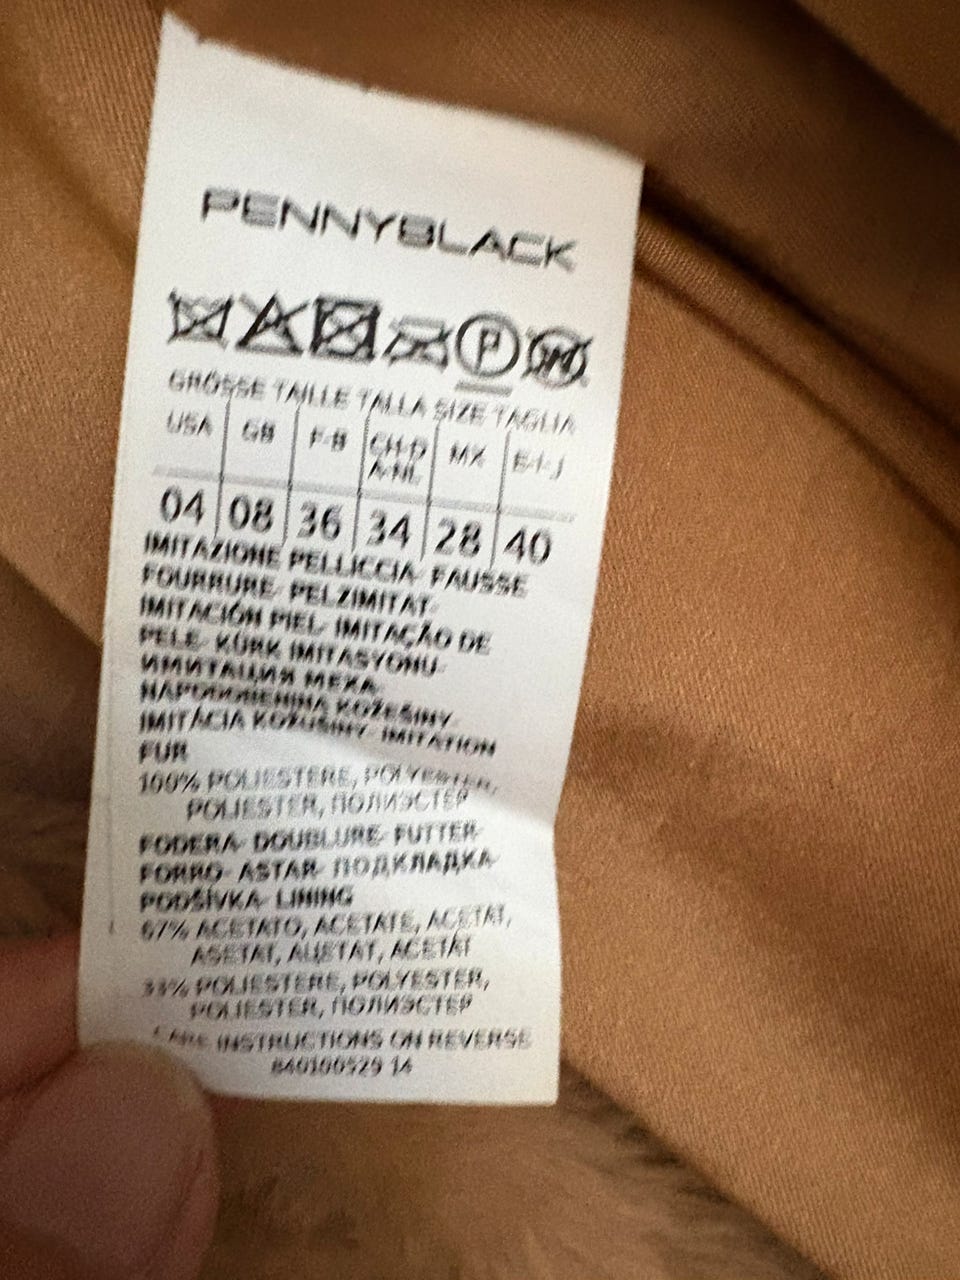 PENNYBLACK
GRÖSSE TAILLE TALLA SIZE TAGLIA
USA GB F-B CH-D A-NL MX E-I-J
04 08 36 34 28 40
IMITAZIONE PELLICCIA- FAUSSE
FOURRURE- PELZIMITAT-
IMITACIÓN PIEL- IMITAÇÃO DE
PELE- KÜRK IMITASYONU-
ИМИТАЦИЯ МЕХА-
NAPODOBENINA KOŽEŠINY-
IMITÁCIA KOŽUŠINY- IMITATION
FUR
100% POLIESTERE, POLYESTER,
POLIESTER, ПОЛИЭСТЕР
FODERA- DOUBLURE- FUTTER-
FORRO- ASTAR- ПОДКЛАДКА-
PODŠÍVKA- LINING
67% ACETATO, ACETATE, ACETAT,
ASETAT, АЦЕТАТ, ACETÁT
33% POLIESTERE, POLYESTER,
POLIESTER, ПОЛИЭСТЕР
CARE INSTRUCTIONS ON REVERSE
840100529 14